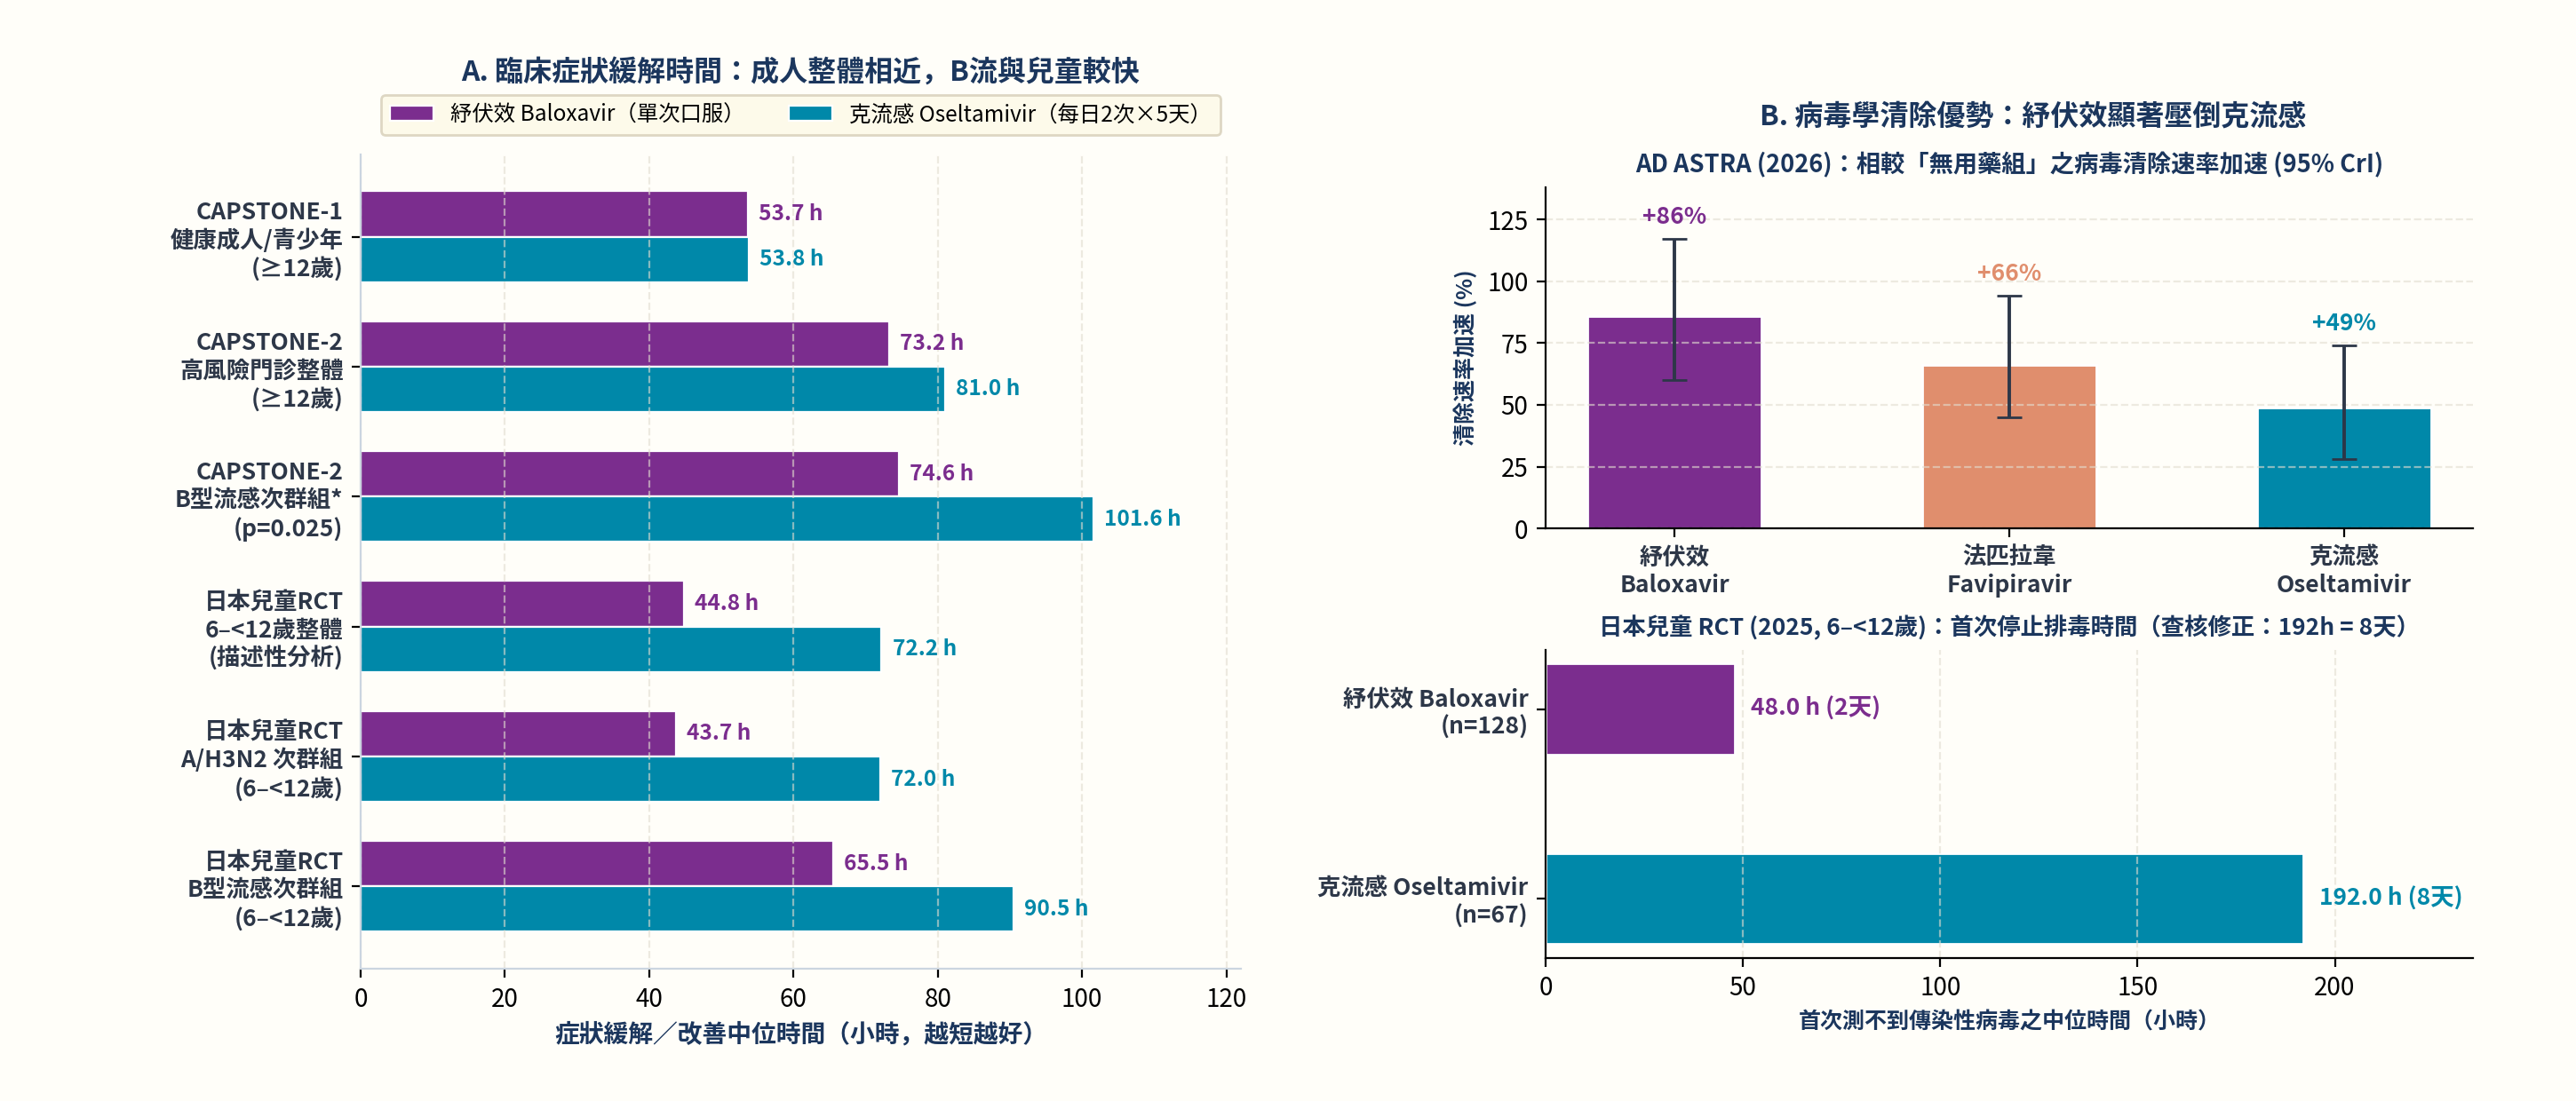 A. 臨床症狀緩解時間：成人整體相近，B流與兒童較快
紓伏效 Baloxavir（單次口服）
克流感 Oseltamivir（每日2次×5天）
CAPSTONE-1
健康成人/青少年
(≥12歲)
53.7 h
53.8 h
CAPSTONE-2
高風險門診整體
(≥12歲)
73.2 h
81.0 h
CAPSTONE-2
B型流感次群組*
(p=0.025)
74.6 h
101.6 h
日本兒童RCT
6–<12歲整體
(描述性分析)
44.8 h
72.2 h
日本兒童RCT
A/H3N2 次群組
(6–<12歲)
43.7 h
72.0 h
日本兒童RCT
B型流感次群組
(6–<12歲)
65.5 h
90.5 h
0 20 40 60 80 100 120
症狀緩解／改善中位時間（小時，越短越好）
B. 病毒學清除優勢：紓伏效顯著壓倒克流感
AD ASTRA (2026)：相較「無用藥組」之病毒清除速率加速 (95% CrI)
清除速率加速 (%)
125
100
75
50
25
0
+86%
+66%
+49%
紓伏效
Baloxavir
法匹拉韋
Favipiravir
克流感
Oseltamivir
日本兒童 RCT (2025, 6–<12歲)：首次停止排毒時間（查核修正：192h = 8天）
紓伏效 Baloxavir
(n=128)
48.0 h (2天)
克流感 Oseltamivir
(n=67)
192.0 h (8天)
0 50 100 150 200
首次測不到傳染性病毒之中位時間（小時）